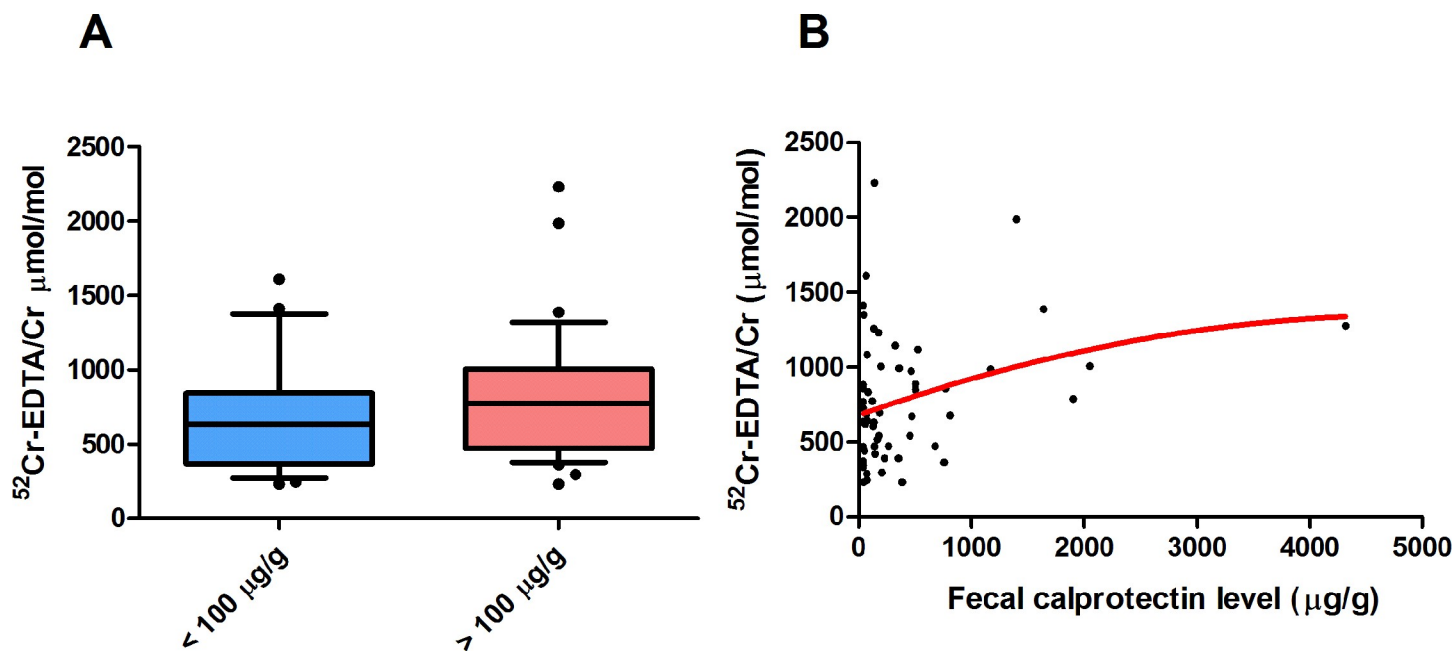 A
B
⁵²Cr-EDTA/Cr μmol/mol
2500
2000
1500
1000
500
0
< 100 μg/g
> 100 μg/g
⁵²Cr-EDTA/Cr (μmol/mol)
2500
2000
1500
1000
500
0
0 1000 2000 3000 4000 5000
Fecal calprotectin level (μg/g)